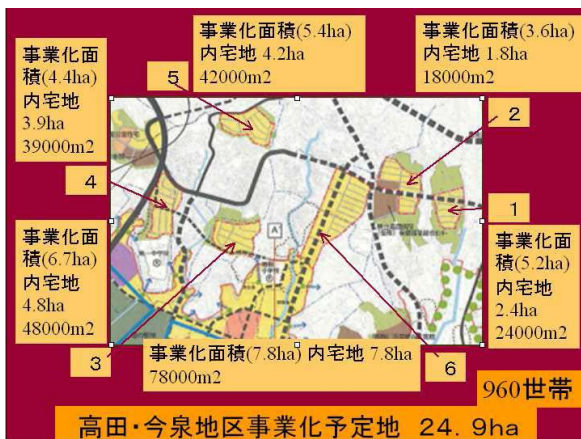 事業化面積(5.4ha)
内宅地 4.2ha
42000m2
事業化面積(3.6ha)
内宅地 1.8ha
18000m2
事業化面
積(4.4ha)
内宅地
3.9ha
39000m2
5
2
4
1
A
事業化面
積(6.7ha)
内宅地
4.8ha
48000m2
事業化面
積(5.2ha)
内宅地
2.4ha
24000m2
3
事業化面積(7.8ha) 内宅地 7.8ha
78000m2
6
960世帯
高田・今泉地区事業化予定地 24.9ha